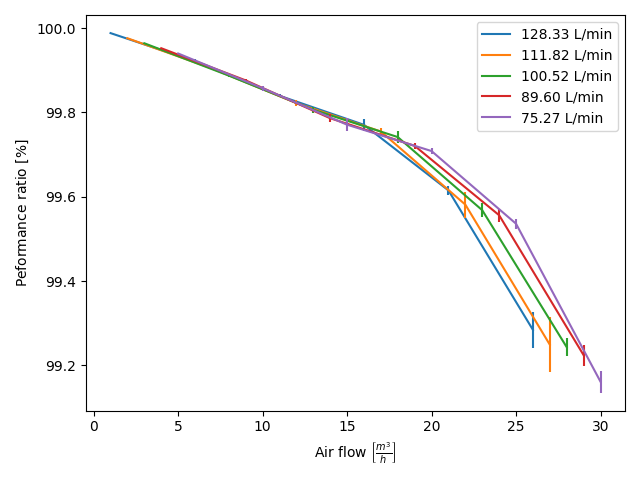 128.33 L/min
111.82 L/min
100.52 L/min
89.60 L/min
75.27 L/min
100.0
99.8
99.6
99.4
99.2
Peformance ratio [%]
0 5 10 15 20 25 30
Air flow [m³/h]